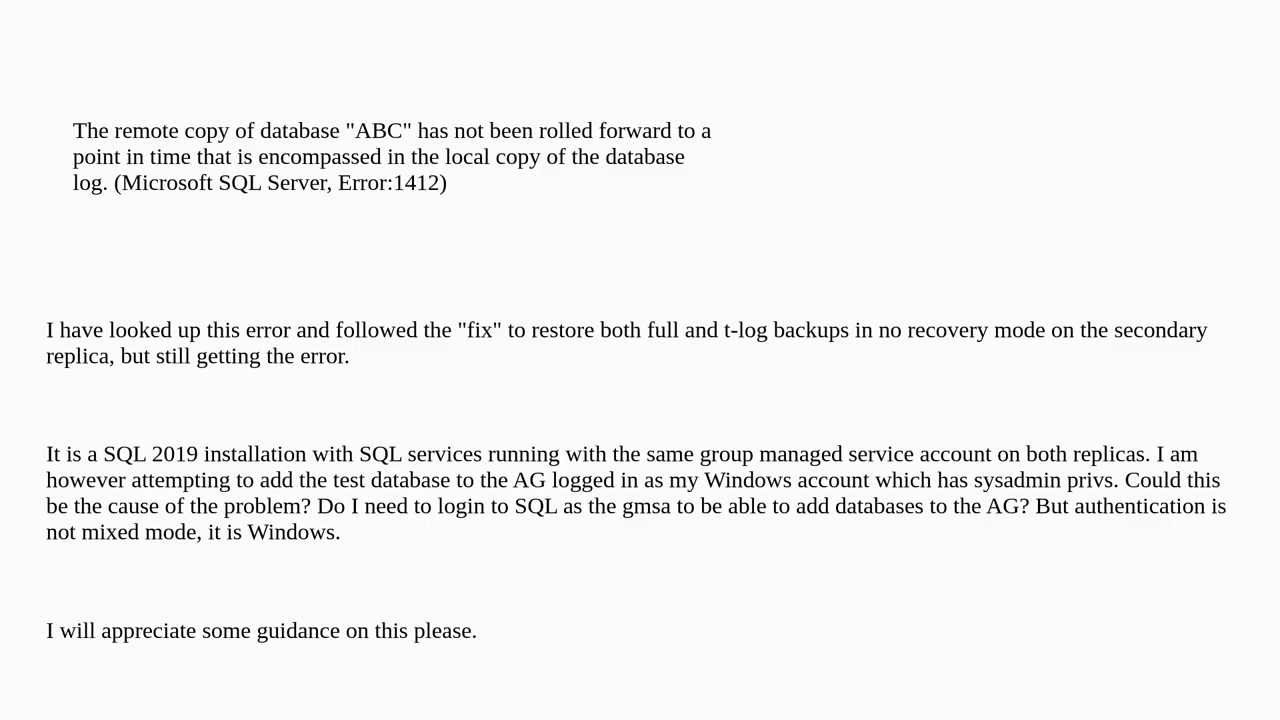 The remote copy of database "ABC" has not been rolled forward to a
point in time that is encompassed in the local copy of the database
log. (Microsoft SQL Server, Error:1412)
I have looked up this error and followed the "fix" to restore both full and t-log backups in no recovery mode on the secondary
replica, but still getting the error.
It is a SQL 2019 installation with SQL services running with the same group managed service account on both replicas. I am
however attempting to add the test database to the AG logged in as my Windows account which has sysadmin privs. Could this
be the cause of the problem? Do I need to login to SQL as the gmsa to be able to add databases to the AG? But authentication is
not mixed mode, it is Windows.
I will appreciate some guidance on this please.